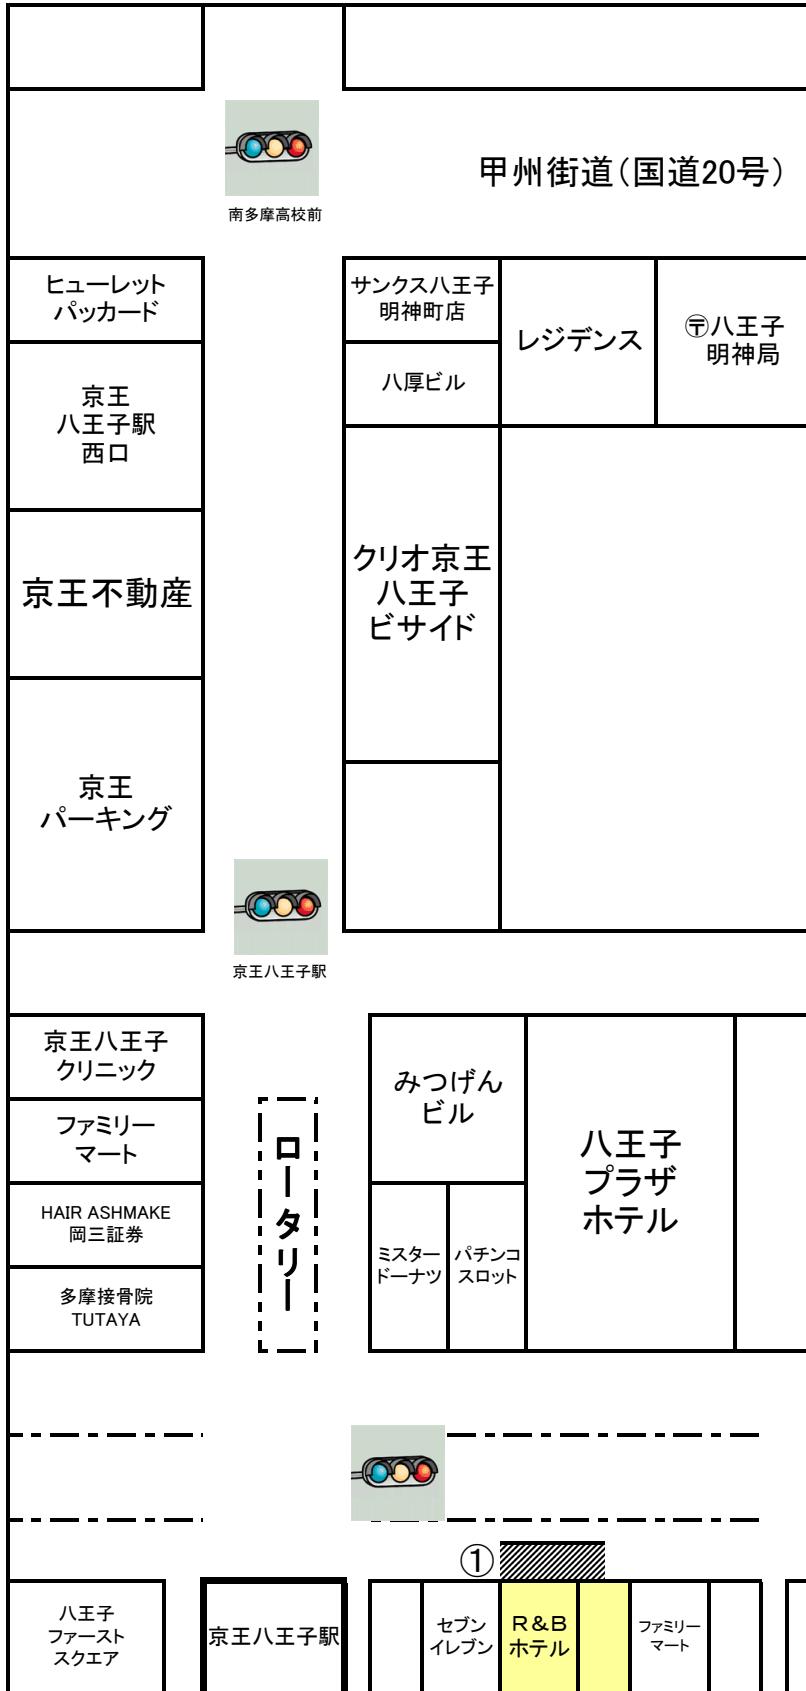 甲州街道(国道20号)
南多摩高校前
ヒューレット
パッカード
サンクス八王子
明神町店
レジデンス
〒八王子
明神局
京王
八王子駅
西口
八厚ビル
京王不動産
クリオ京王
八王子
ビサイド
京王
パーキング
京王八王子駅
京王八王子
クリニック
みつげん
ビル
八王子
プラザ
ホテル
ファミリー
マート
ロータリー
HAIR ASHMAKE
岡三証券
ミスター
ドーナツ
パチンコ
スロット
多摩接骨院
TUTAYA
①
八王子
ファースト
スクエア
京王八王子駅
セブン
イレブン
R&B
ホテル
ファミリー
マート